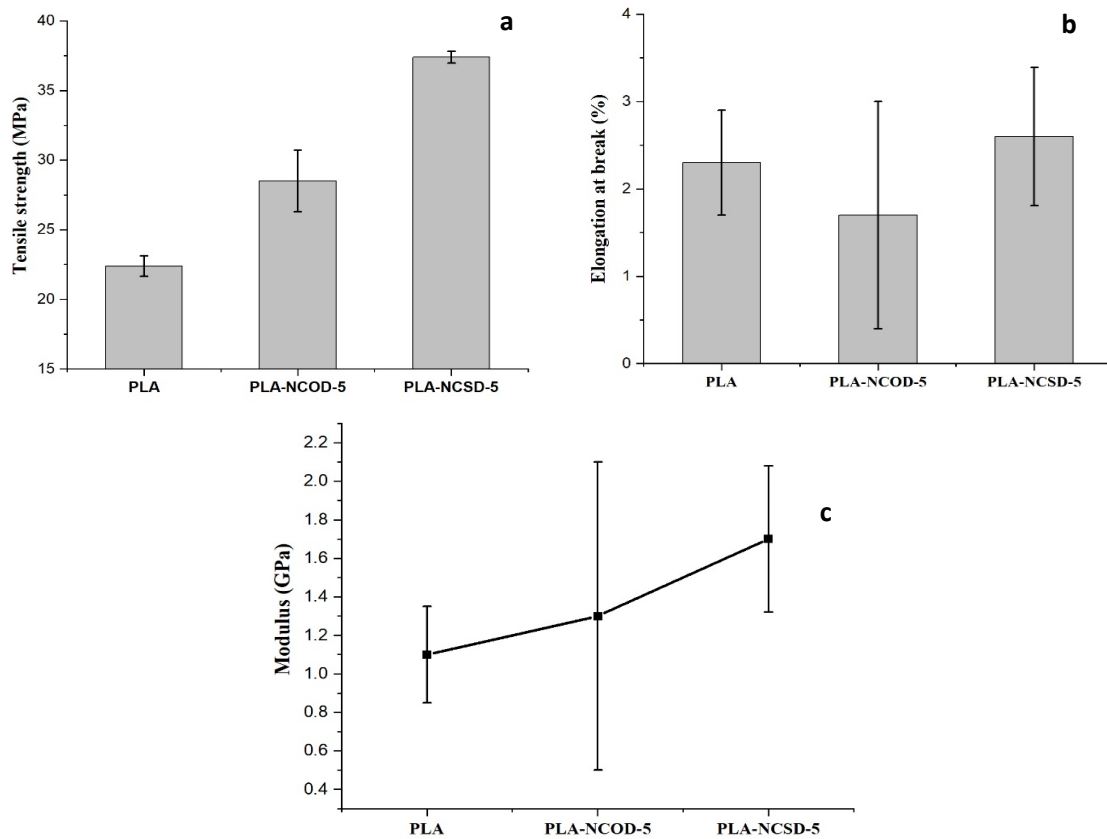 a
Tensile strength (MPa)
40
35
30
25
20
15
PLA
PLA-NCOD-5
PLA-NCSD-5
b
Elongation at break (%)
4
3
2
1
0
PLA
PLA-NCOD-5
PLA-NCSD-5
c
Modulus (GPa)
2.2
2.0
1.8
1.6
1.4
1.2
1.0
0.8
0.6
0.4
PLA
PLA-NCOD-5
PLA-NCSD-5